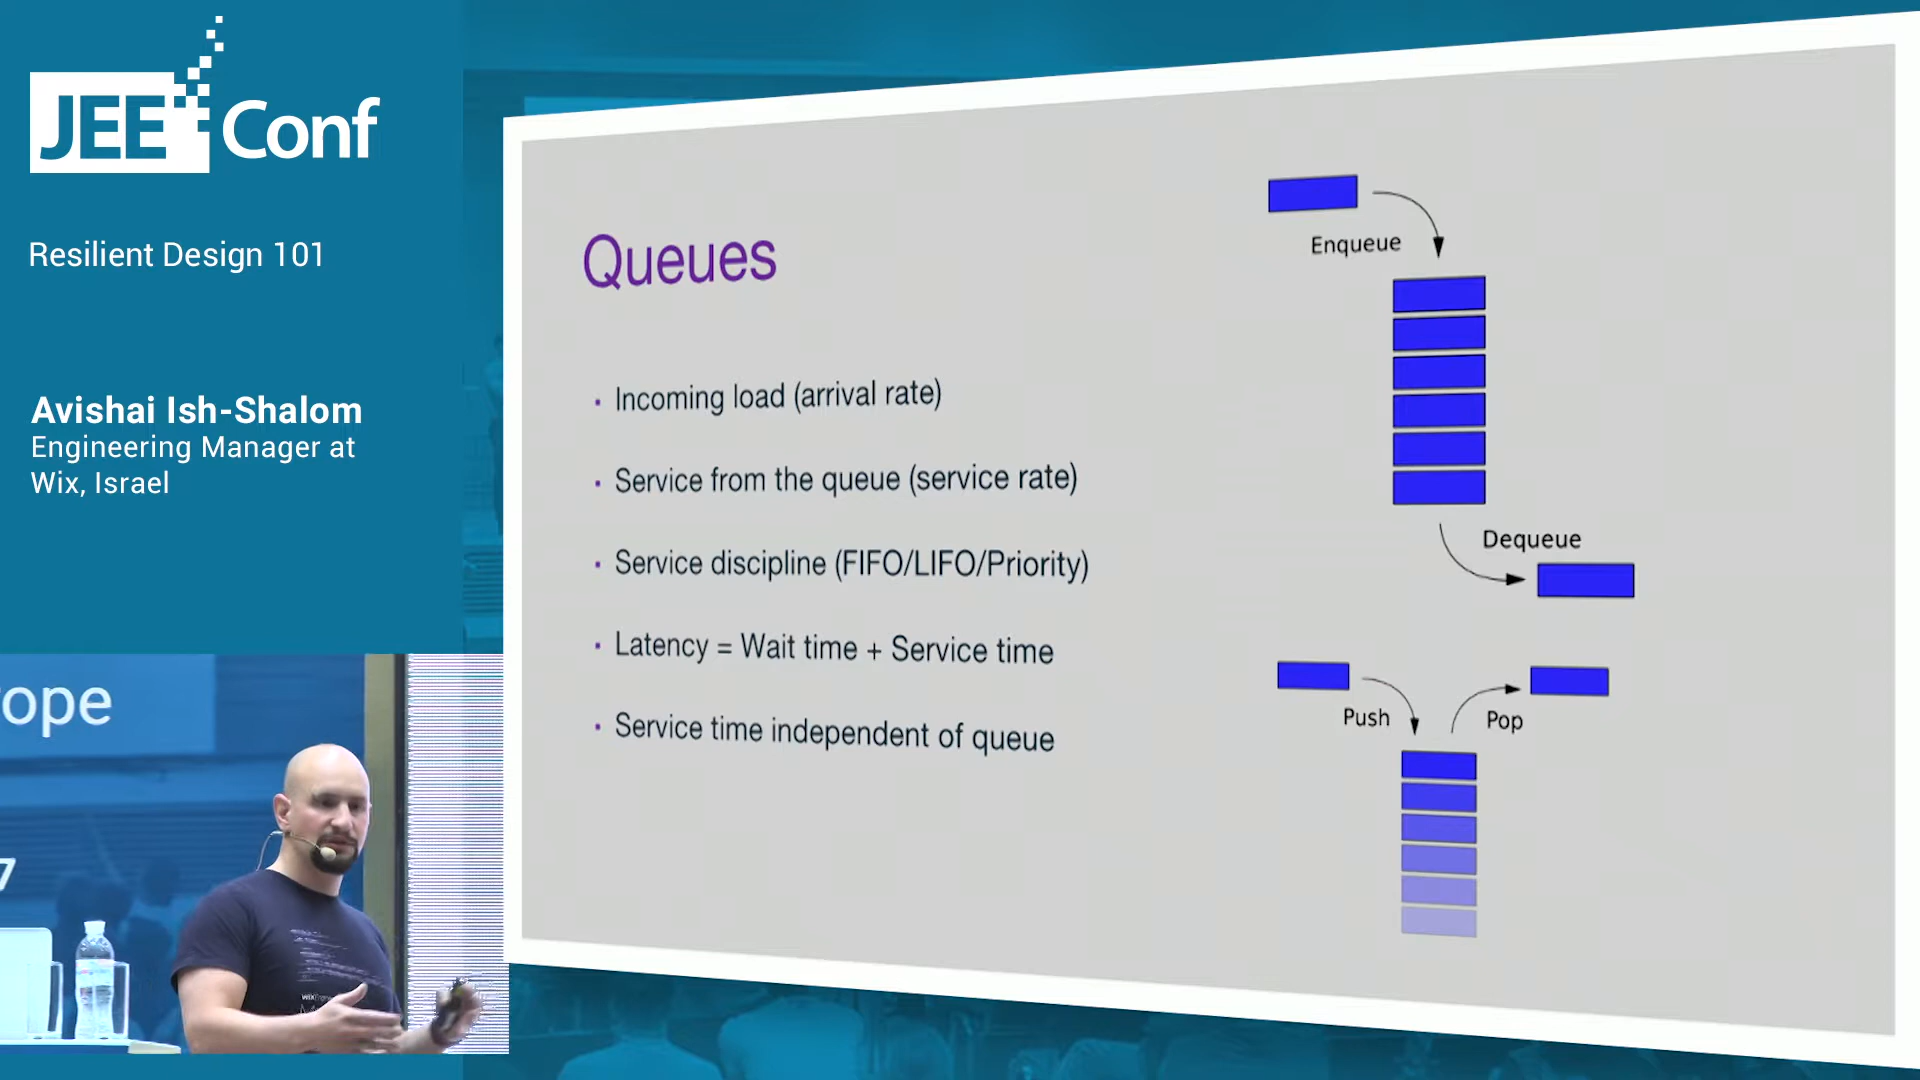 JEE Conf
Resilient Design 101
Avishai Ish-Shalom
Engineering Manager at
Wix, Israel
ope
7
Queues
• Incoming load (arrival rate)
• Service from the queue (service rate)
• Service discipline (FIFO/LIFO/Priority)
• Latency = Wait time + Service time
• Service time independent of queue
Enqueue
Dequeue
Push
Pop